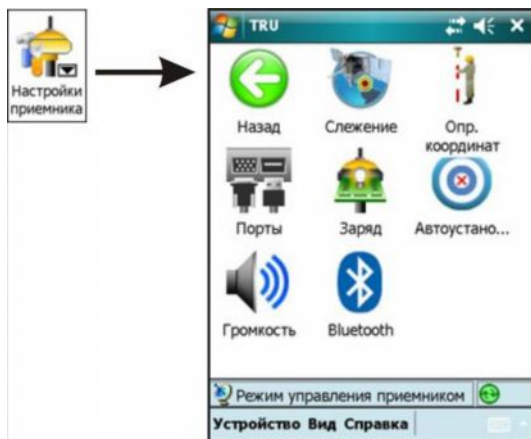 Настройки
приемника
TRU
Назад
Слежение
Опр.
координат
Порты
Заряд
Автоустано...
Громкость
Bluetooth
Режим управления приемником
Устройство Вид Справка